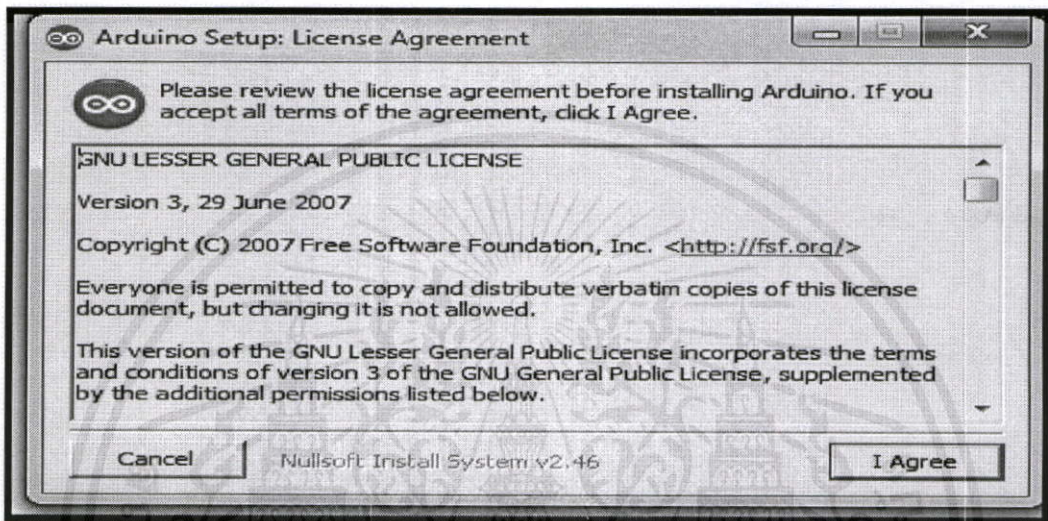 Arduino Setup: License Agreement
Please review the license agreement before installing Arduino. If you
accept all terms of the agreement, click I Agree.
GNU LESSER GENERAL PUBLIC LICENSE
Version 3, 29 June 2007
Copyright (C) 2007 Free Software Foundation, Inc. <http://fsf.org/>
Everyone is permitted to copy and distribute verbatim copies of this license
document, but changing it is not allowed.
This version of the GNU Lesser General Public License incorporates the terms
and conditions of version 3 of the GNU General Public License, supplemented
by the additional permissions listed below.
Cancel
Nullsoft Install System v2.46
I Agree